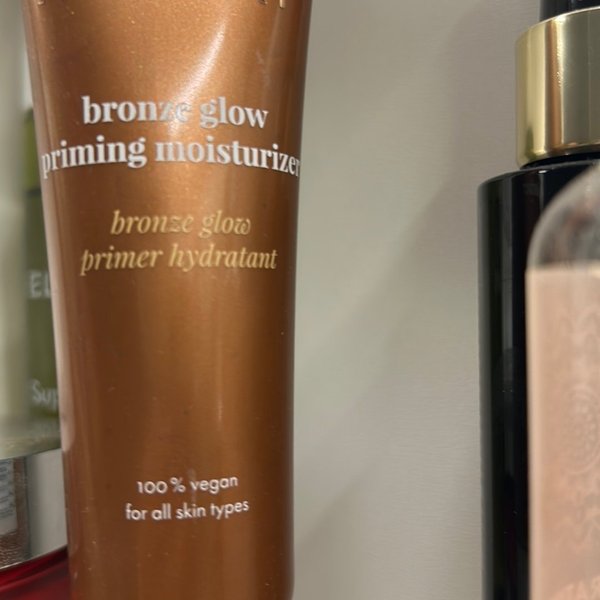 bronze glow
priming moisturizer
bronze glow
primer hydratant
100% vegan
for all skin types